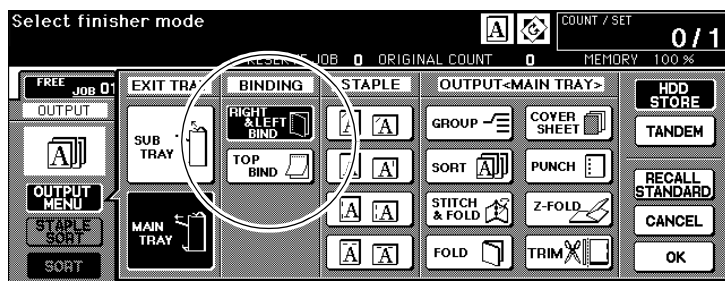 Select finisher mode
COUNT / SET
0/1
RESERVE JOB 0 ORIGINAL COUNT 0 MEMORY 100 %
FREE JOB 01
OUTPUT
OUTPUT
MENU
STAPLE
SORT
SORT
EXIT TRAY
SUB
TRAY
MAIN
TRAY
BINDING
RIGHT
&LEFT
BIND
TOP
BIND
STAPLE
OUTPUT<MAIN TRAY>
GROUP
COVER
SHEET
SORT
PUNCH
STITCH
& FOLD
Z-FOLD
FOLD
TRIM
HDD
STORE
TANDEM
RECALL
STANDARD
CANCEL
OK